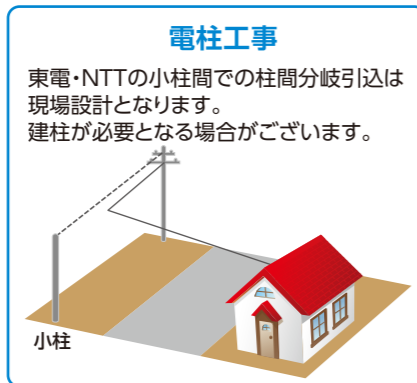 電柱工事
東電・NTTの小柱間での柱間分岐引込は
現場設計となります。
建柱が必要となる場合がございます。
小柱